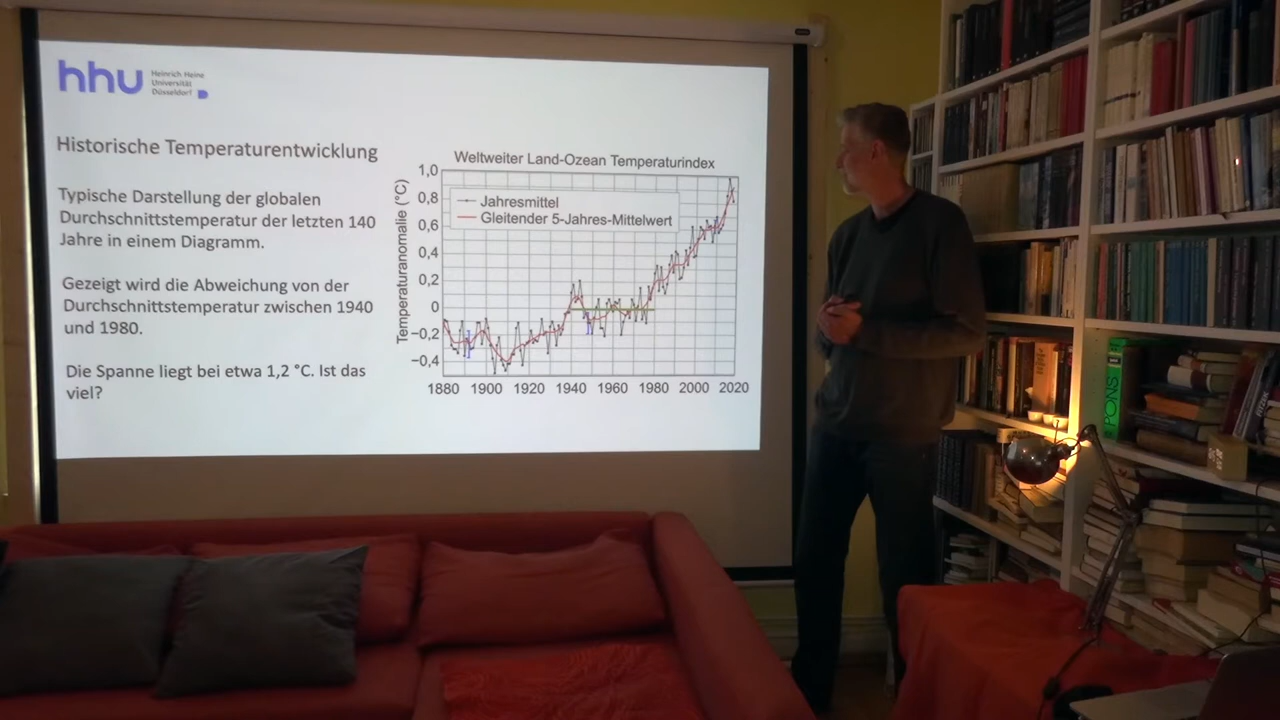 hhu
Heinrich Heine
Universität
Düsseldorf
Historische Temperaturentwicklung
Typische Darstellung der globalen
Durchschnittstemperatur der letzten 140
Jahre in einem Diagramm.
Gezeigt wird die Abweichung von der
Durchschnittstemperatur zwischen 1940
und 1980.
Die Spanne liegt bei etwa 1,2 °C. Ist das
viel?
Weltweiter Land-Ozean Temperaturindex
Temperaturanomalie (°C)
1,0
0,8
0,6
0,4
0,2
0
−0,2
−0,4
Jahresmittel
Gleitender 5-Jahres-Mittelwert
1880 1900 1920 1940 1960 1980 2000 2020
PONS